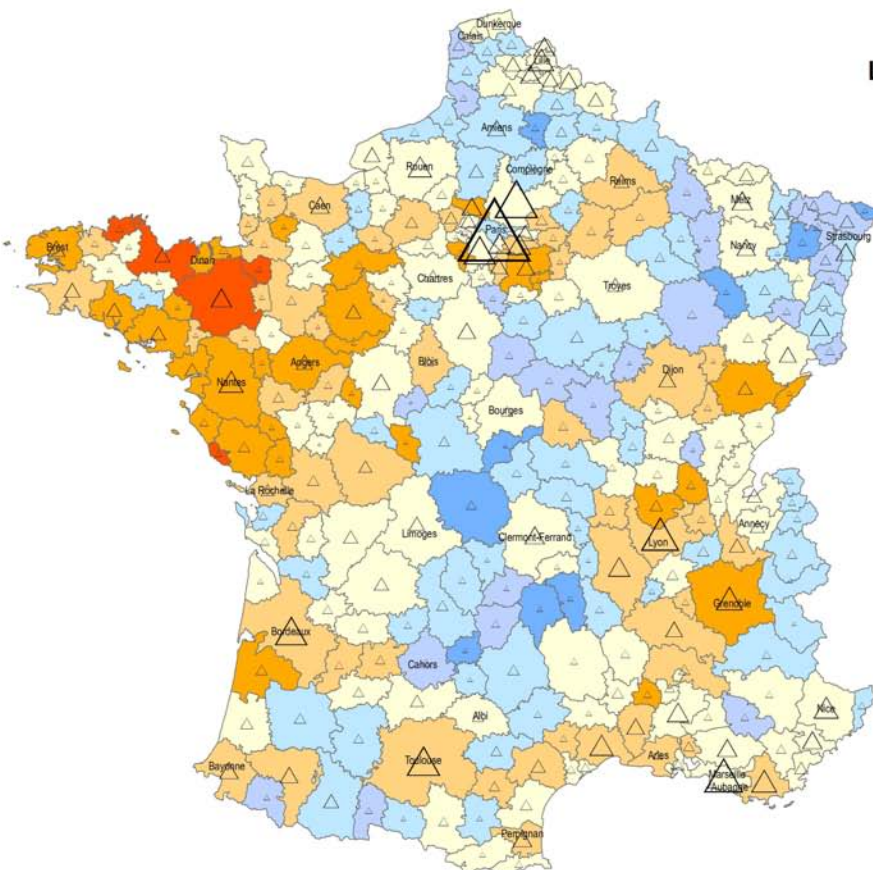 Dunkerque
Calais
Lille
L
Amiens
Compiègne
Rouen
Reims
Metz
Caen
Paris
Strasbourg
Nancy
Brest
Dinan
Chartres
Troyes
Blois
Angers
Dijon
Nantes
Bourges
La Rochelle
Annecy
Limoges
Clermont-Ferrand
Lyon
Grenoble
Bordeaux
Cahors
Albi
Nice
Arles
Toulouse
Bayonne
Marseille
Aubange
Perpignan